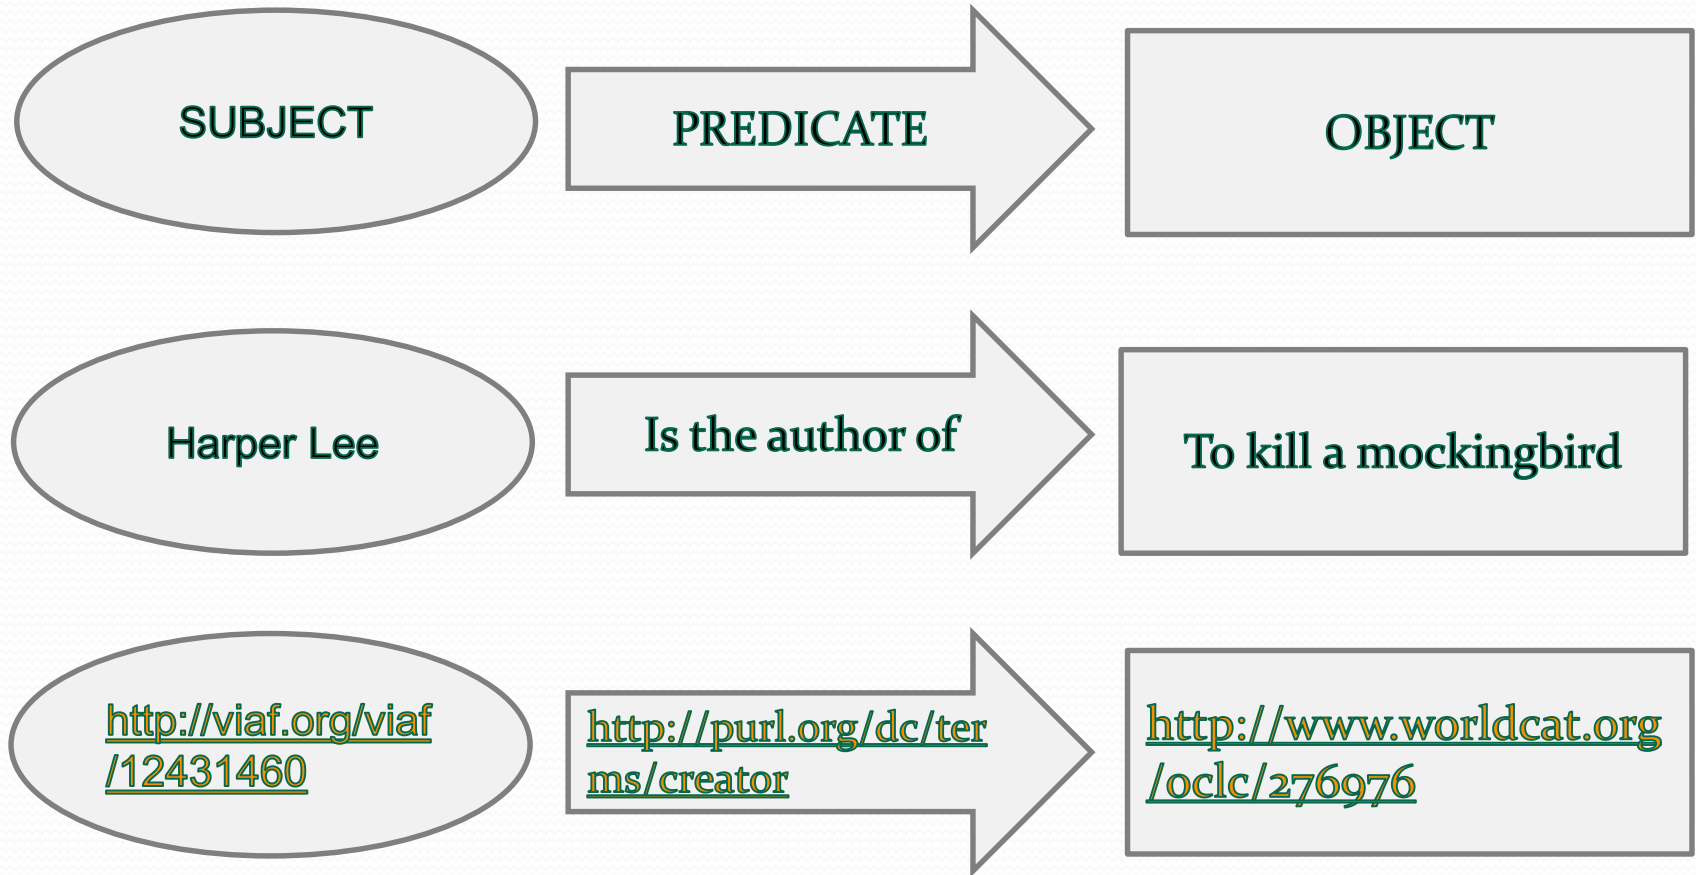 SUBJECT
PREDICATE
OBJECT
Harper Lee
Is the author of
To kill a mockingbird
http://viaf.org/viaf
/12431460
http://purl.org/dc/ter
ms/creator
http://www.worldcat.org
/oclc/276976